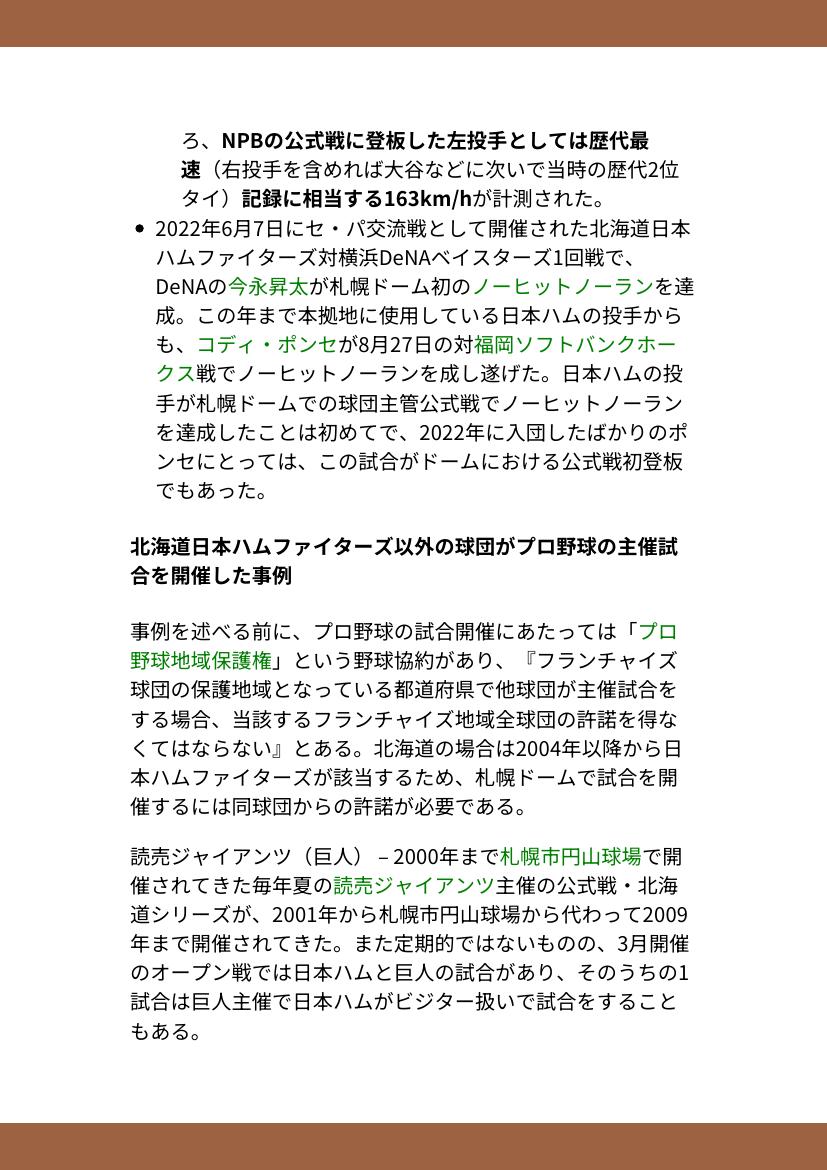 ろ、NPBの公式戦に登板した左投手としては歴代最
速（右投手を含めれば大谷などに次いで当時の歴代2位
タイ）記録に相当する163km/hが計測された。
• 2022年6月7日にセ・パ交流戦として開催された北海道日本
ハムファイターズ対横浜DeNAベイスターズ1回戦で、
DeNAの今永昇太が札幌ドーム初のノーヒットノーランを達
成。この年まで本拠地に使用している日本ハムの投手から
も、コディ・ポンセが8月27日の対福岡ソフトバンクホー
クス戦でノーヒットノーランを成し遂げた。日本ハムの投
手が札幌ドームでの球団主管公式戦でノーヒットノーラン
を達成したことは初めてで、2022年に入団したばかりのポ
ンセにとっては、この試合がドームにおける公式戦初登板
でもあった。
北海道日本ハムファイターズ以外の球団がプロ野球の主催試
合を開催した事例
事例を述べる前に、プロ野球の試合開催にあたっては「プロ
野球地域保護権」という野球協約があり、『フランチャイズ
球団の保護地域となっている都道府県で他球団が主催試合を
する場合、当該するフランチャイズ地域全球団の許諾を得な
くてはならない』とある。北海道の場合は2004年以降から日
本ハムファイターズが該当するため、札幌ドームで試合を開
催するには同球団からの許諾が必要である。
読売ジャイアンツ（巨人） – 2000年まで札幌市円山球場で開
催されてきた毎年夏の読売ジャイアンツ主催の公式戦・北海
道シリーズが、2001年から札幌市円山球場から代わって2009
年まで開催されてきた。また定期的ではないものの、3月開催
のオープン戦では日本ハムと巨人の試合があり、そのうちの1
試合は巨人主催で日本ハムがビジター扱いで試合をすること
もある。